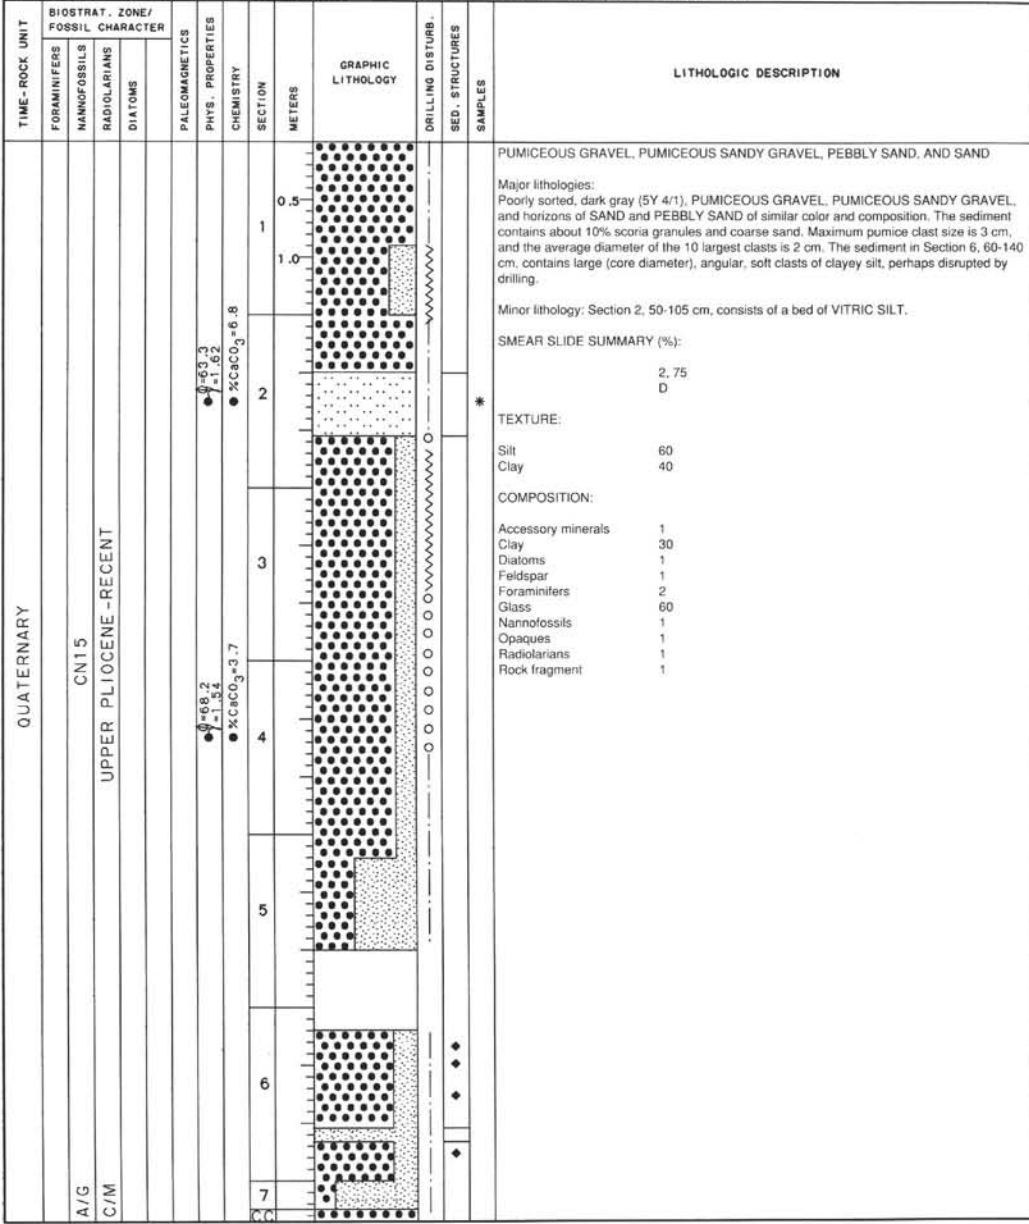 TIME-ROCK UNIT
BIOSTRAT. ZONE/
FOSSIL CHARACTER
FORAMINIFERS
NANNOFOSSILS
RADIOLARIANS
DIATOMS
PALEOMAGNETICS
PHYS. PROPERTIES
CHEMISTRY
SECTION
METERS
GRAPHIC
LITHOLOGY
DRILLING DISTURB.
SED. STRUCTURES
SAMPLES
LITHOLOGIC DESCRIPTION
QUATERNARY
CN15
A/G
UPPER PLIOCENE-RECENT
C/M
Φ=63.3
γ=1.62
%CaCO3=6.8
Φ=68.2
γ=1.54
%CaCO3=3.7
1
0.5
1.0
2
3
4
5
6
7
CC
*
PUMICEOUS GRAVEL, PUMICEOUS SANDY GRAVEL, PEBBLY SAND, AND SAND
Major lithologies:
Poorly sorted, dark gray (5Y 4/1), PUMICEOUS GRAVEL, PUMICEOUS SANDY GRAVEL,
and horizons of SAND and PEBBLY SAND of similar color and composition. The sediment
contains about 10% scoria granules and coarse sand. Maximum pumice clast size is 3 cm,
and the average diameter of the 10 largest clasts is 2 cm. The sediment in Section 6, 60-140
cm, contains large (core diameter), angular, soft clasts of clayey silt, perhaps disrupted by
drilling.
Minor lithology: Section 2, 50-105 cm, consists of a bed of VITRIC SILT.
SMEAR SLIDE SUMMARY (%):
2, 75
D
TEXTURE:
Silt 60
Clay 40
COMPOSITION:
Accessory minerals 1
Clay 30
Diatoms 1
Feldspar 1
Foraminifers 2
Glass 60
Nannofossils 1
Opaques 1
Radiolarians 1
Rock fragment 1